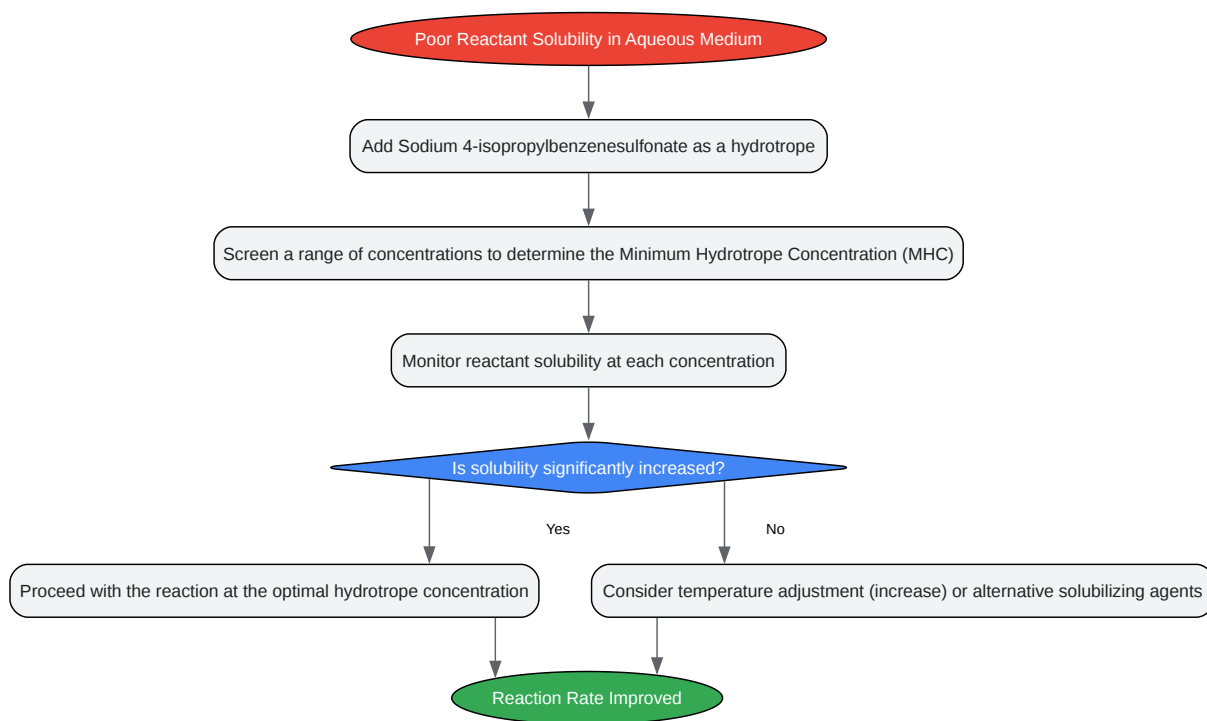 Poor Reactant Solubility in Aqueous Medium
Add Sodium 4-isopropylbenzenesulfonate as a hydrotrope
Screen a range of concentrations to determine the Minimum Hydrotrope Concentration (MHC)
Monitor reactant solubility at each concentration
Is solubility significantly increased?
Yes
No
Proceed with the reaction at the optimal hydrotrope concentration
Consider temperature adjustment (increase) or alternative solubilizing agents
Reaction Rate Improved